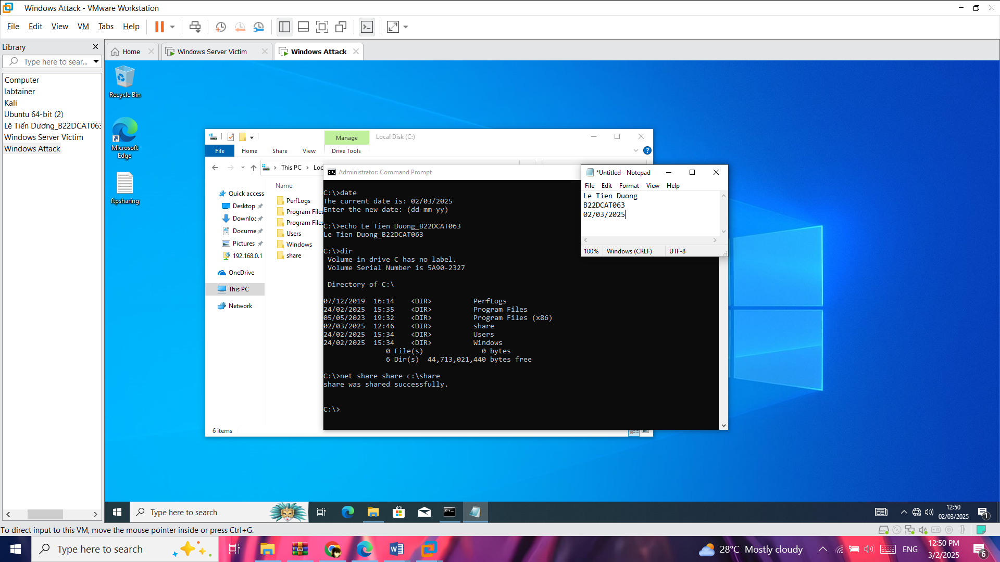 Windows Attack - VMware Workstation
File Edit View VM Tabs Help
Library
Type here to sear...
Computer
labtainer
Kali
Ubuntu 64-bit (2)
Lê Tiến Dương_B22DCAT063
Windows Server Victim
Windows Attack
Home
Windows Server Victim
Windows Attack
Recycle Bin
Microsoft
Edge
ftpsharing
Manage
Local Disk (C:)
File Home Share View Drive Tools
This PC
Loc
Name
Quick access
Desktop
Downloa
Docume
Pictures
192.168.0.1
OneDrive
This PC
Network
PerfLogs
Program Files
Program Files
Users
Windows
share
6 items
Administrator: Command Prompt
C:\>date
The current date is: 02/03/2025
Enter the new date: (dd-mm-yy)
C:\>echo Le Tien Duong_B22DCAT063
Le Tien Duong_B22DCAT063
C:\>dir
Volume in drive C has no label.
Volume Serial Number is 5A90-2327
Directory of C:\
07/12/2019 16:14 <DIR> PerfLogs
24/02/2025 15:35 <DIR> Program Files
05/05/2023 19:32 <DIR> Program Files (x86)
02/03/2025 12:46 <DIR> share
24/02/2025 15:34 <DIR> Users
24/02/2025 15:34 <DIR> Windows
0 File(s) 0 bytes
6 Dir(s) 44,713,021,440 bytes free
C:\>net share share=c:\share
share was shared successfully.
C:\>
*Untitled - Notepad
File Edit Format View Help
Le Tien Duong
B22DCAT063
02/03/2025
100% Windows (CRLF) UTF-8
Type here to search
12:50
02/03/2025
1
To direct input to this VM, move the mouse pointer inside or press Ctrl+G.
Type here to search
28°C Mostly cloudy
ENG
12:50 PM
3/2/2025
6